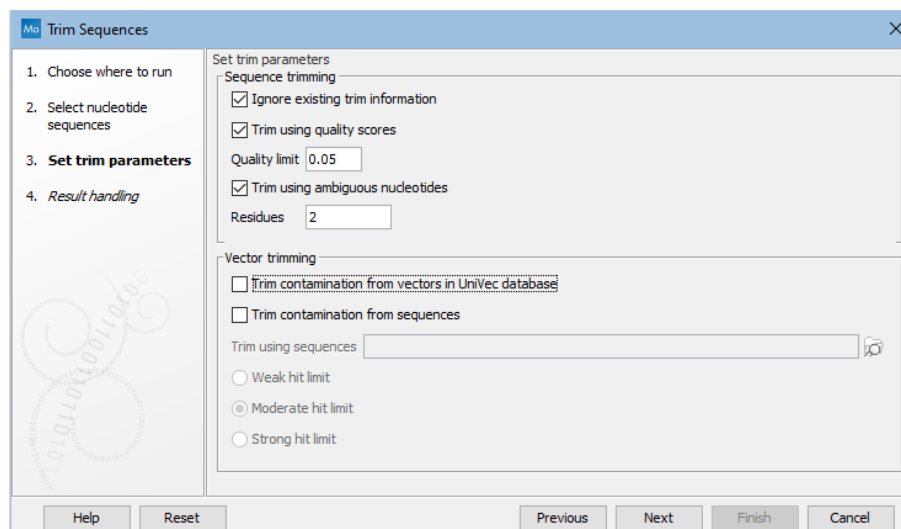 Ma Trim Sequences
1. Choose where to run
2. Select nucleotide
sequences
3. Set trim parameters
4. Result handling
Set trim parameters
Sequence trimming
Ignore existing trim information
Trim using quality scores
Quality limit 0.05
Trim using ambiguous nucleotides
Residues 2
Vector trimming
Trim contamination from vectors in UniVec database
Trim contamination from sequences
Trim using sequences
Weak hit limit
Moderate hit limit
Strong hit limit
Help Reset Previous Next Finish Cancel